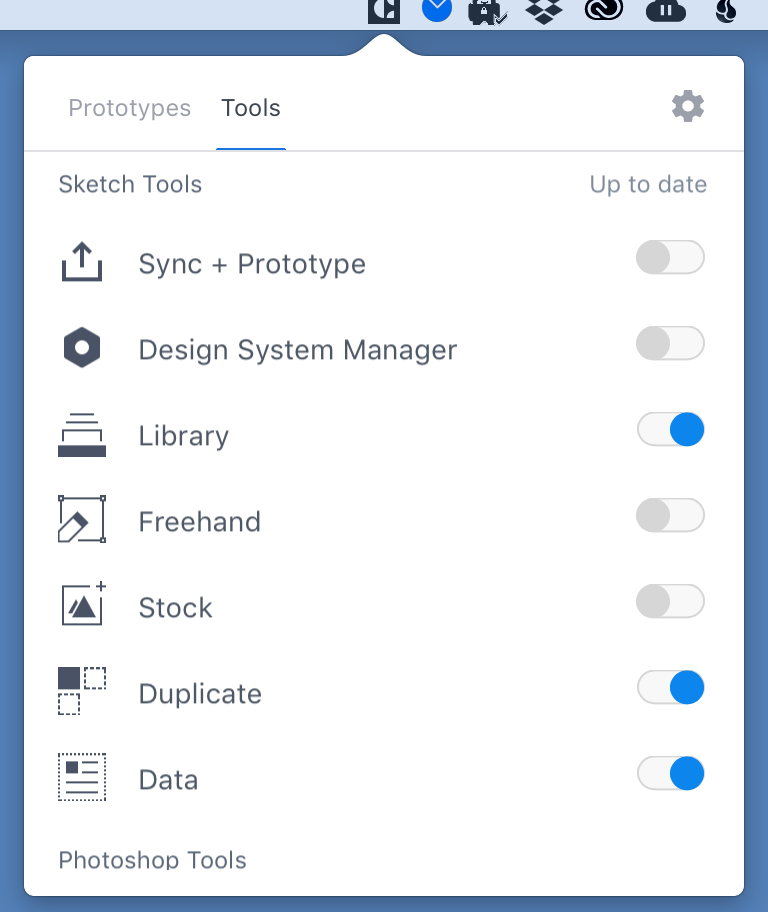 Prototypes Tools
Sketch Tools Up to date
Sync + Prototype
Design System Manager
Library
Freehand
Stock
Duplicate
Data
Photoshop Tools